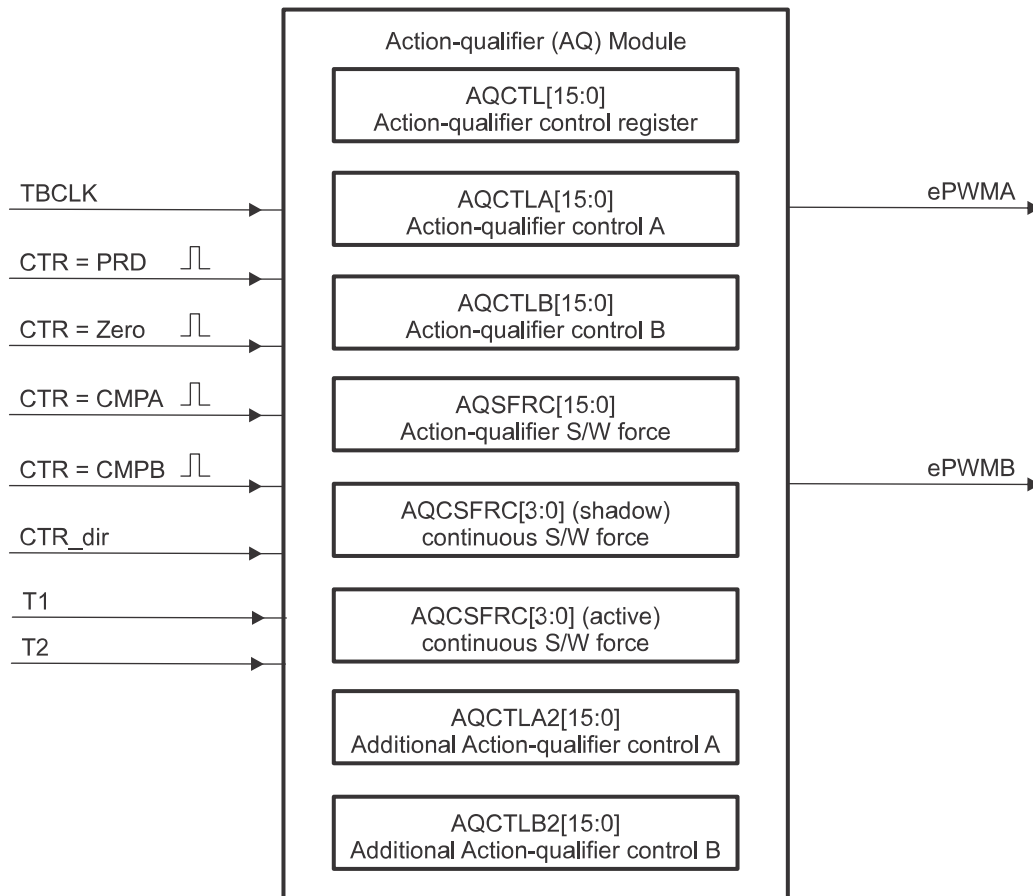 Action-qualifier (AQ) Module
AQCTL[15:0]
Action-qualifier control register
TBCLK
AQCTLA[15:0]
Action-qualifier control A
ePWMA
CTR = PRD
CTR = Zero
AQCTLB[15:0]
Action-qualifier control B
CTR = CMPA
AQSFRC[15:0]
Action-qualifier S/W force
CTR = CMPB
ePWMB
AQCSFRC[3:0] (shadow)
continuous S/W force
CTR_dir
T1
AQCSFRC[3:0] (active)
continuous S/W force
T2
AQCTLA2[15:0]
Additional Action-qualifier control A
AQCTLB2[15:0]
Additional Action-qualifier control B